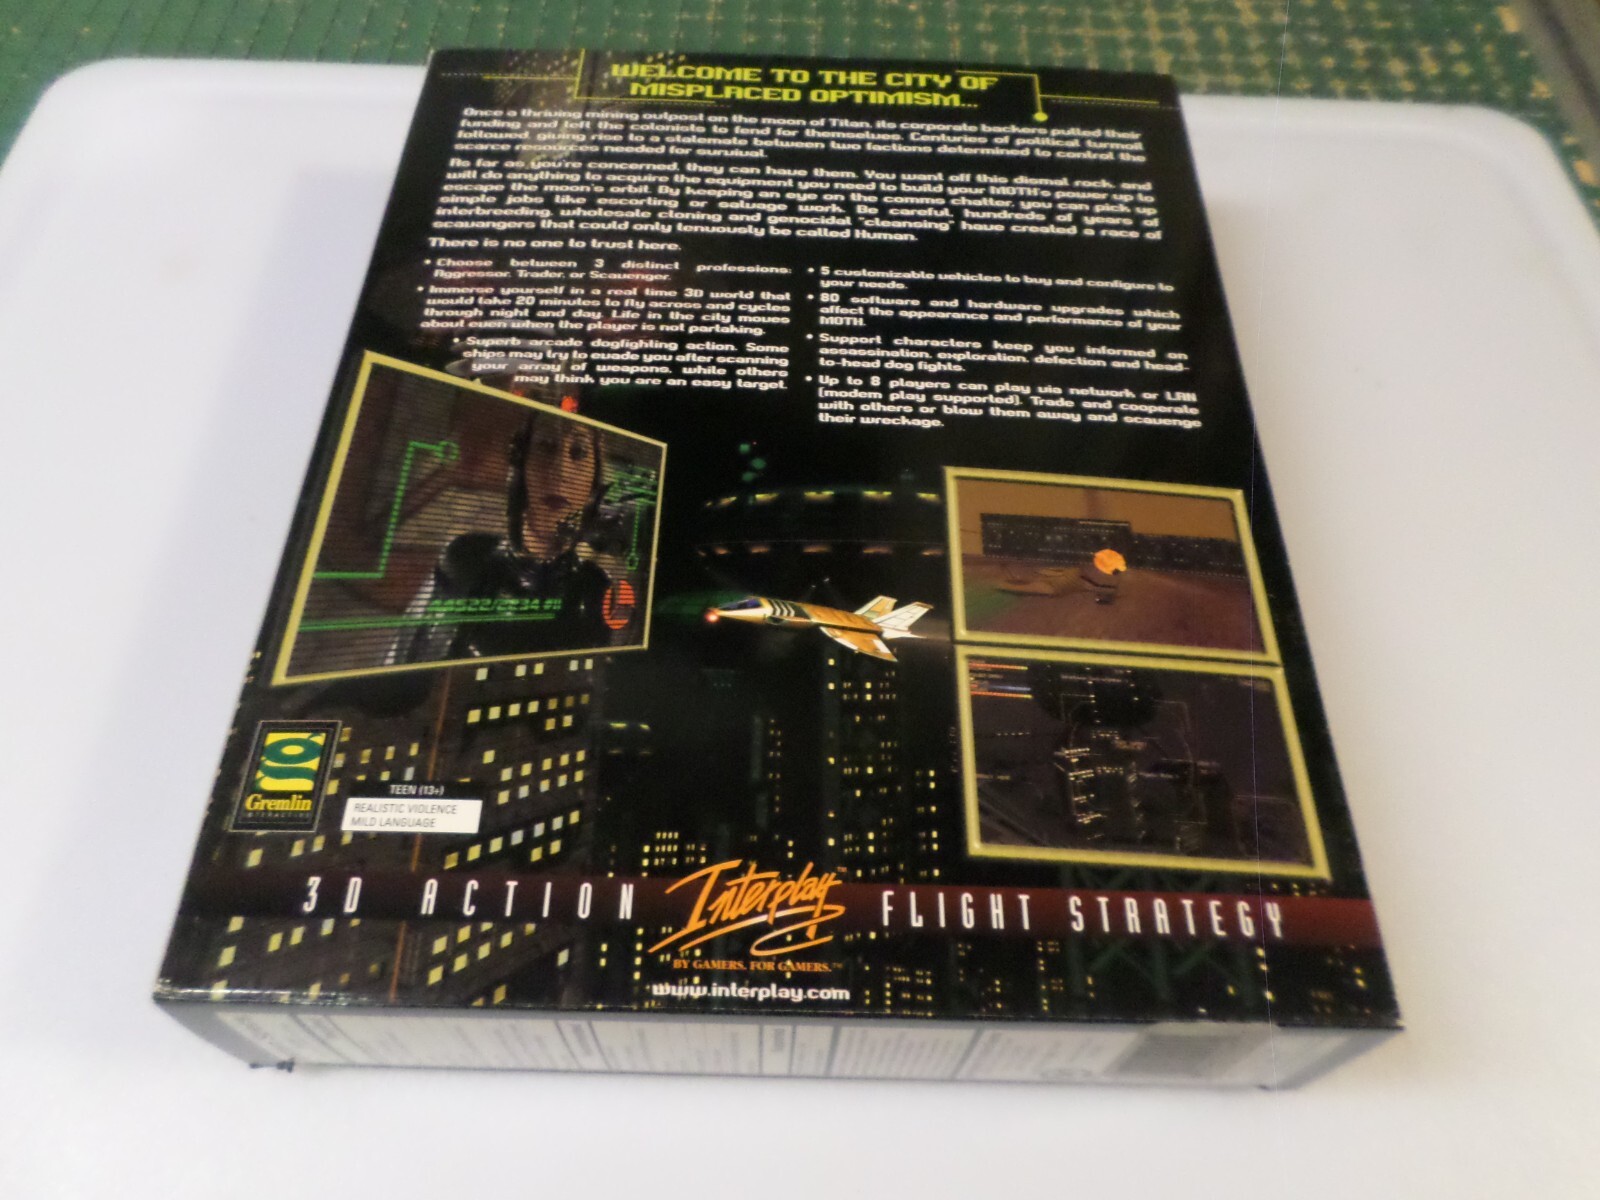 WELCOME TO THE CITY OF
MISPLACED OPTIMISM...
Once a thriving mining outpost on the moon of Titan, its corporate backers pulled their
funding and left the colonists to fend for themselves. Centuries of political turmoil
followed, giving rise to a stalemate between two factions determined to control the
scarce resources needed for survival.
As far as you're concerned, they can have them. You want off this dismal rock, and
will do anything to acquire the equipment you need to build your MOTH's power up to
escape the moon's orbit. By keeping an eye on the comms chatter, you can pick up
simple jobs like escorting or salvage work. Be careful, hundreds of years of
interbreeding, wholesale cloning and genocidal "cleansing" have created a race of
scavangers that could only tenuously be called Human.
There is no one to trust here.
• Choose between 3 distinct professions:
Aggressor, Trader, or Scavenger.
• Immerse yourself in a real time 3D world that
would take 20 minutes to fly across and cycles
through night and day. Life in the city moves
about even when the player is not partaking.
• Superb arcade dogfighting action. Some
ships may try to evade you after scanning
your array of weapons, while others
may think you are an easy target.
• 5 customizable vehicles to buy and configure to
your needs.
• 80 software and hardware upgrades which
affect the appearance and performance of your
MOTH.
• Support characters keep you informed on
assassination, exploration, defection and head-
to-head dog fights.
• Up to 8 players can play via network or LAN
(modem play supported). Trade and cooperate
with others or blow them away and scavenge
their wreckage.
Gremlin
INTERACTIVE
TEEN (13+)
REALISTIC VIOLENCE
MILD LANGUAGE
3D ACTION Interplay™ FLIGHT STRATEGY
BY GAMERS. FOR GAMERS.™
www.interplay.com